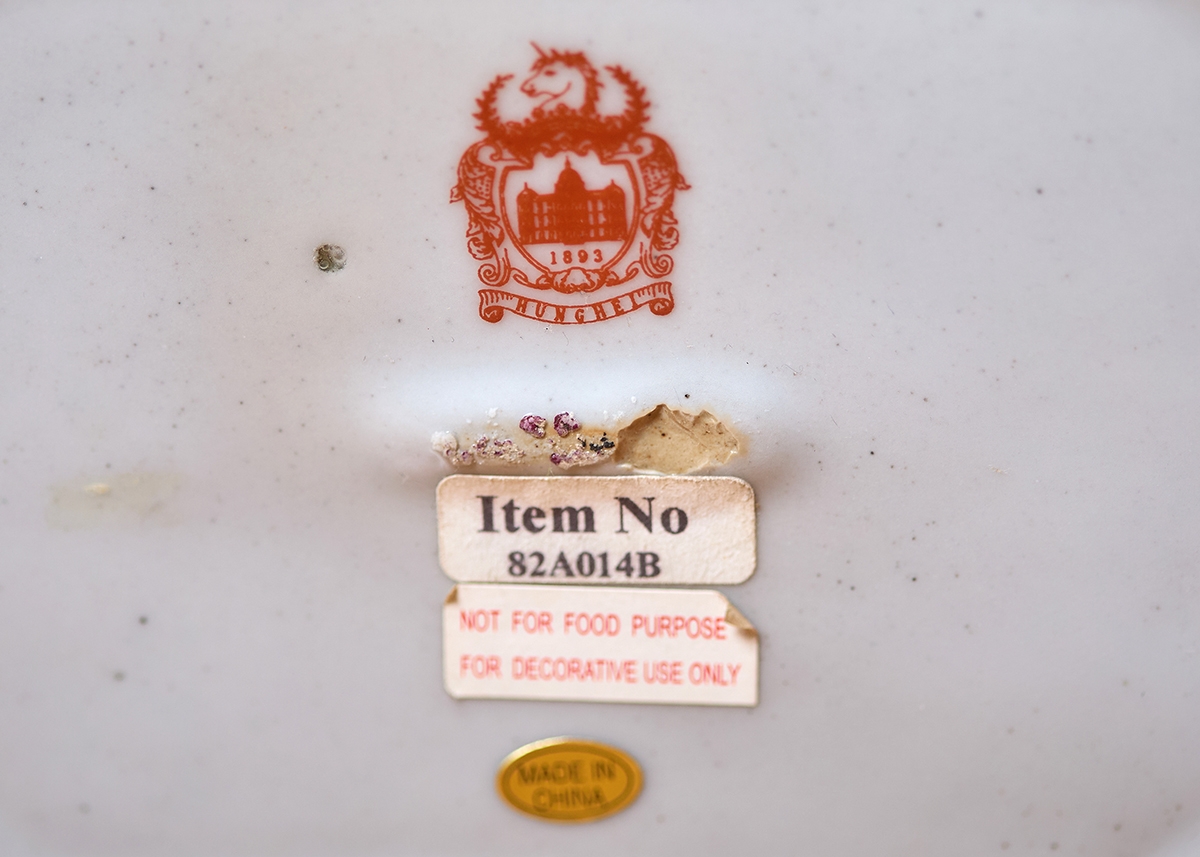 1893
HUNGHEI
Item No
82A014B
NOT FOR FOOD PURPOSE
FOR DECORATIVE USE ONLY
MADE IN
CHINA